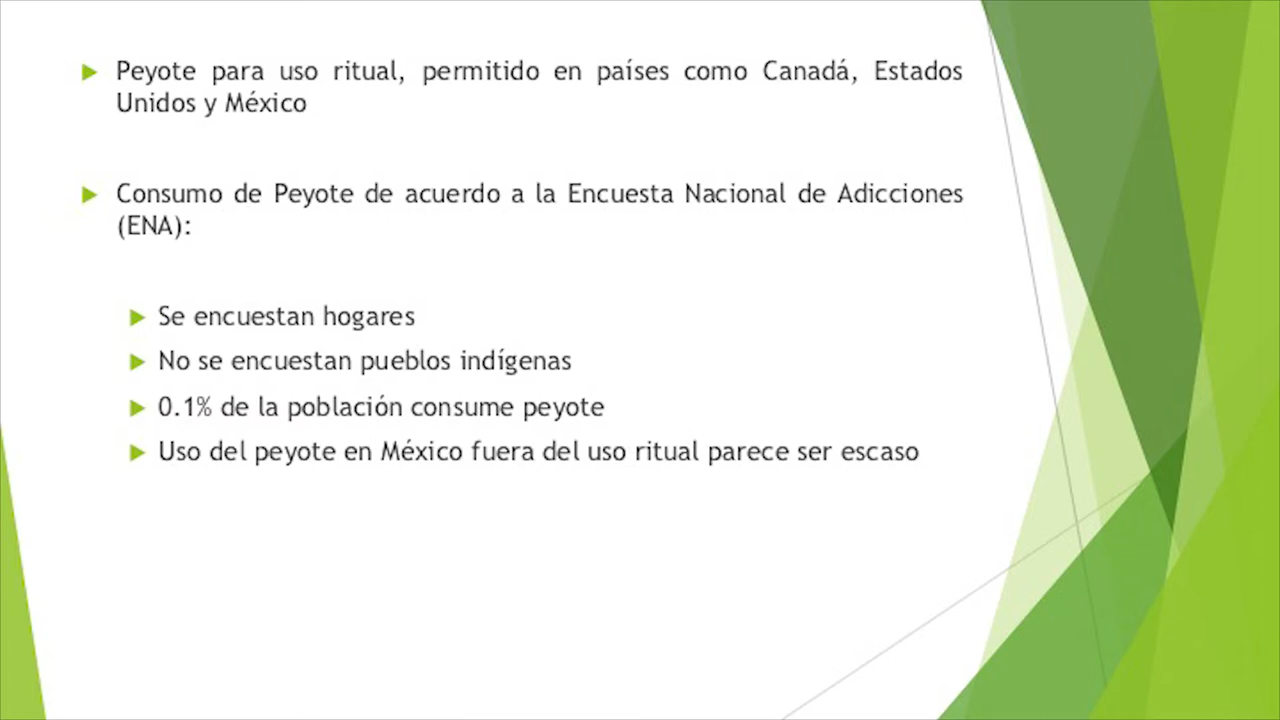 Peyote para uso ritual, permitido en países como Canadá, Estados
Unidos y México
Consumo de Peyote de acuerdo a la Encuesta Nacional de Adicciones
(ENA):
Se encuestan hogares
No se encuestan pueblos indígenas
0.1% de la población consume peyote
Uso del peyote en México fuera del uso ritual parece ser escaso